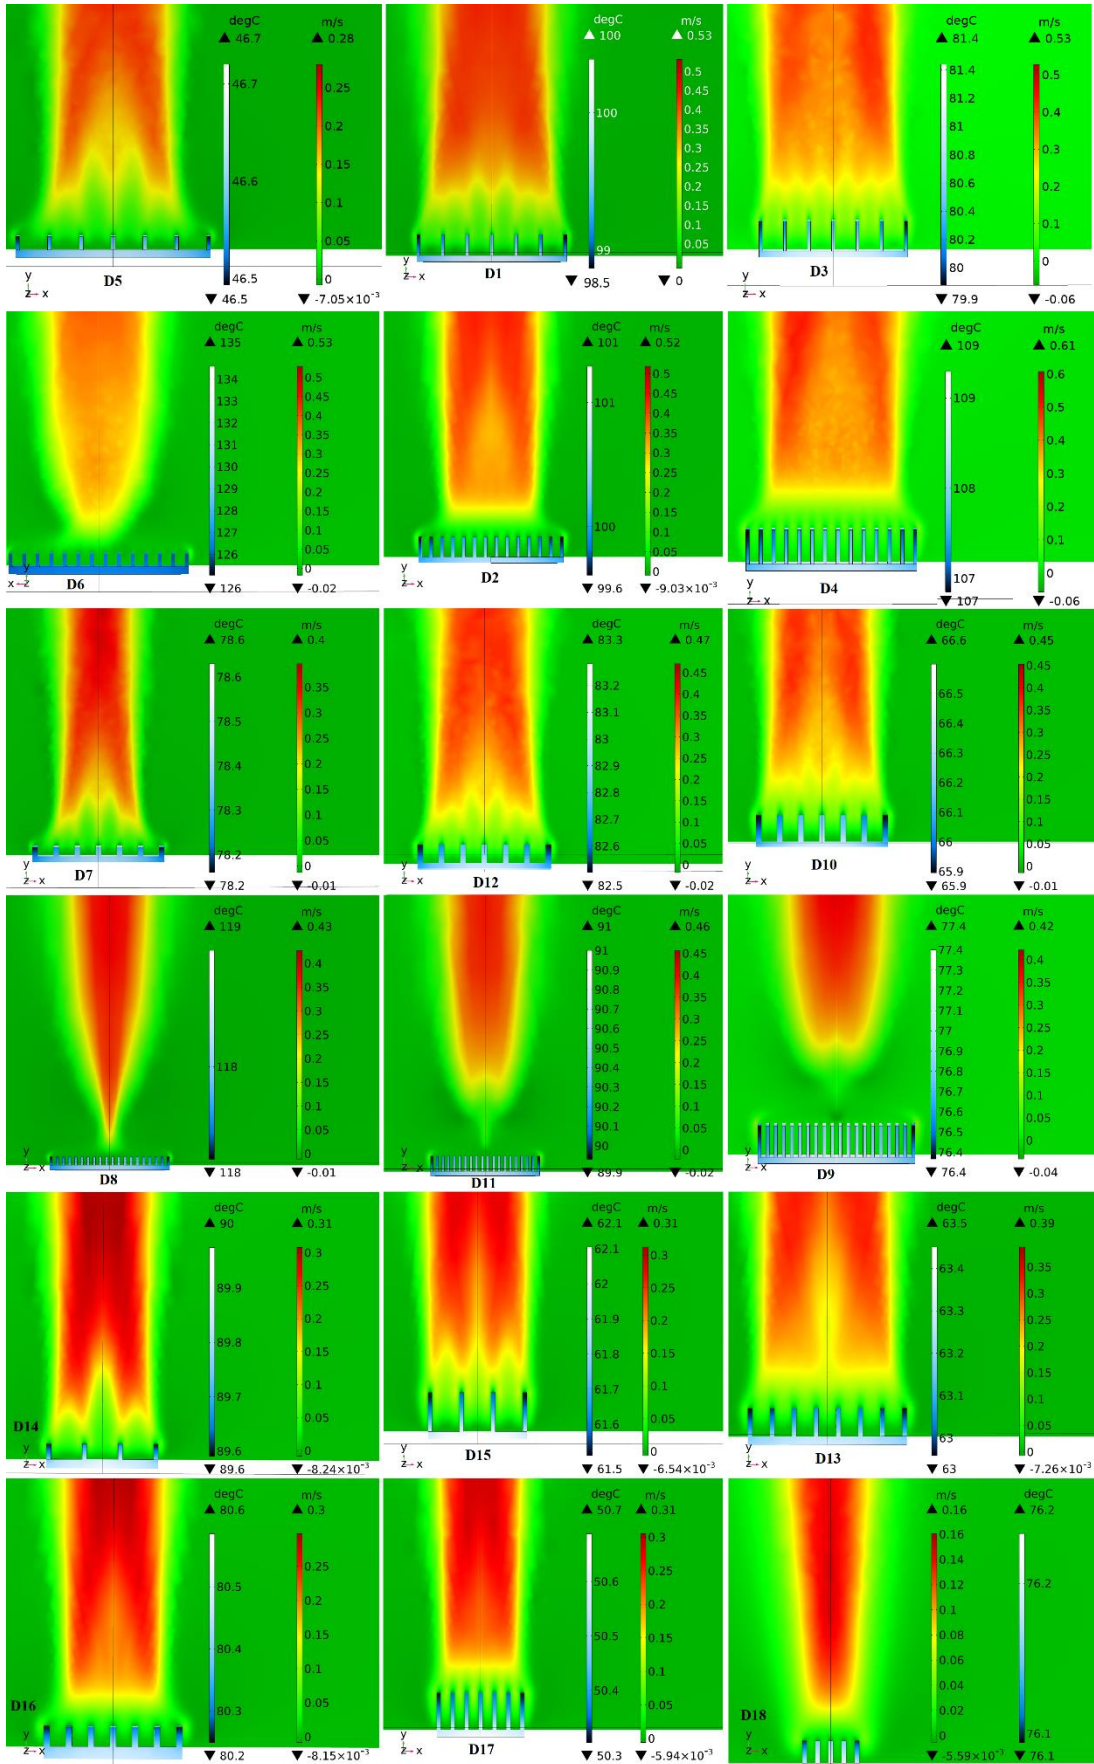 degC m/s
▲ 46.7 ▲ 0.28
46.7
46.6
46.5
0.25
0.2
0.15
0.1
0.05
0
▼ 46.5 ▼ -7.05×10⁻³
y
z x
D5
degC m/s
▲ 100 ▲ 0.53
100
99
0.5
0.45
0.4
0.35
0.3
0.25
0.2
0.15
0.1
0.05
▼ 98.5 ▼ 0
y
z x
D1
degC m/s
▲ 81.4 ▲ 0.53
81.4
81.2
81
80.8
80.6
80.4
80.2
80
0.5
0.4
0.3
0.2
0.1
0
▼ 79.9 ▼ -0.06
y
z x
D3
degC m/s
▲ 135 ▲ 0.53
134
133
132
131
130
129
128
127
126
0.5
0.45
0.4
0.35
0.3
0.25
0.2
0.15
0.1
0.05
0
▼ 126 ▼ -0.02
y
x z
D6
degC m/s
▲ 101 ▲ 0.52
101
100
0.5
0.45
0.4
0.35
0.3
0.25
0.2
0.15
0.1
0.05
0
▼ 99.6 ▼ -9.03×10⁻³
y
z x
D2
degC m/s
▲ 109 ▲ 0.61
109
108
107
0.6
0.5
0.4
0.3
0.2
0.1
0
▼ 107 ▼ -0.06
y
z x
D4
degC m/s
▲ 78.6 ▲ 0.4
78.6
78.5
78.4
78.3
78.2
0.35
0.3
0.25
0.2
0.15
0.1
0.05
0
▼ 78.2 ▼ -0.01
y
z x
D7
degC m/s
▲ 83.3 ▲ 0.47
83.2
83.1
83
82.9
82.8
82.7
82.6
0.45
0.4
0.35
0.3
0.25
0.2
0.15
0.1
0.05
0
▼ 82.5 ▼ -0.02
y
z x
D12
degC m/s
▲ 66.6 ▲ 0.45
66.5
66.4
66.3
66.2
66.1
66
65.9
0.45
0.4
0.35
0.3
0.25
0.2
0.15
0.1
0.05
0
▼ 65.9 ▼ -0.01
y
z x
D10
degC m/s
▲ 119 ▲ 0.43
118
0.4
0.35
0.3
0.25
0.2
0.15
0.1
0.05
0
▼ 118 ▼ -0.01
y
z x
D8
degC m/s
▲ 91 ▲ 0.46
91
90.9
90.8
90.7
90.6
90.5
90.4
90.3
90.2
90.1
90
0.45
0.4
0.35
0.3
0.25
0.2
0.15
0.1
0.05
0
▼ 89.9 ▼ -0.02
y
z x
D11
degC m/s
▲ 77.4 ▲ 0.42
77.4
77.3
77.2
77.1
77
76.9
76.8
76.7
76.6
76.5
76.4
0.4
0.35
0.3
0.25
0.2
0.15
0.1
0.05
0
▼ 76.4 ▼ -0.04
y
z x
D9
degC m/s
▲ 90 ▲ 0.31
89.9
89.8
89.7
89.6
0.3
0.25
0.2
0.15
0.1
0.05
0
▼ 89.6 ▼ -8.24×10⁻³
D14
y
z x
degC m/s
▲ 62.1 ▲ 0.31
62.1
62
61.9
61.8
61.7
61.6
0.3
0.25
0.2
0.15
0.1
0.05
0
▼ 61.5 ▼ -6.54×10⁻³
y
z x
D15
degC m/s
▲ 63.5 ▲ 0.39
63.4
63.3
63.2
63.1
63
0.35
0.3
0.25
0.2
0.15
0.1
0.05
0
▼ 63 ▼ -7.26×10⁻³
y
z x
D13
degC m/s
▲ 80.6 ▲ 0.3
80.5
80.4
80.3
0.25
0.2
0.15
0.1
0.05
0
▼ 80.2 ▼ -8.15×10⁻³
D16
y
z x
degC m/s
▲ 50.7 ▲ 0.31
50.6
50.5
50.4
0.3
0.25
0.2
0.15
0.1
0.05
0
▼ 50.3 ▼ -5.94×10⁻³
y
z x
D17
m/s degC
▲ 0.16 ▲ 76.2
0.16
0.14
0.12
0.1
0.08
0.06
0.04
0.02
0
76.2
76.1
▼ -5.59×10⁻³ ▼ 76.1
D18
y
z x